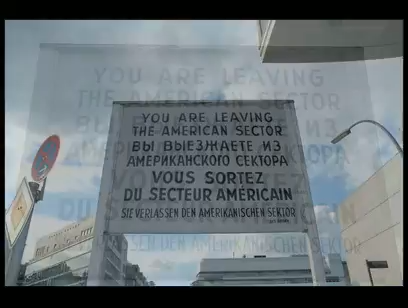 YOU ARE LEAVING
THE AMERICAN SECTOR
ВЫ ВЫЕЗЖАЕТЕ ИЗ
АМЕРИКАНСКОГО СЕКТОРА
VOUS SORTEZ
DU SECTEUR AMÉRICAIN
SIE VERLASSEN DEN AMERIKANISCHEN SEKTOR